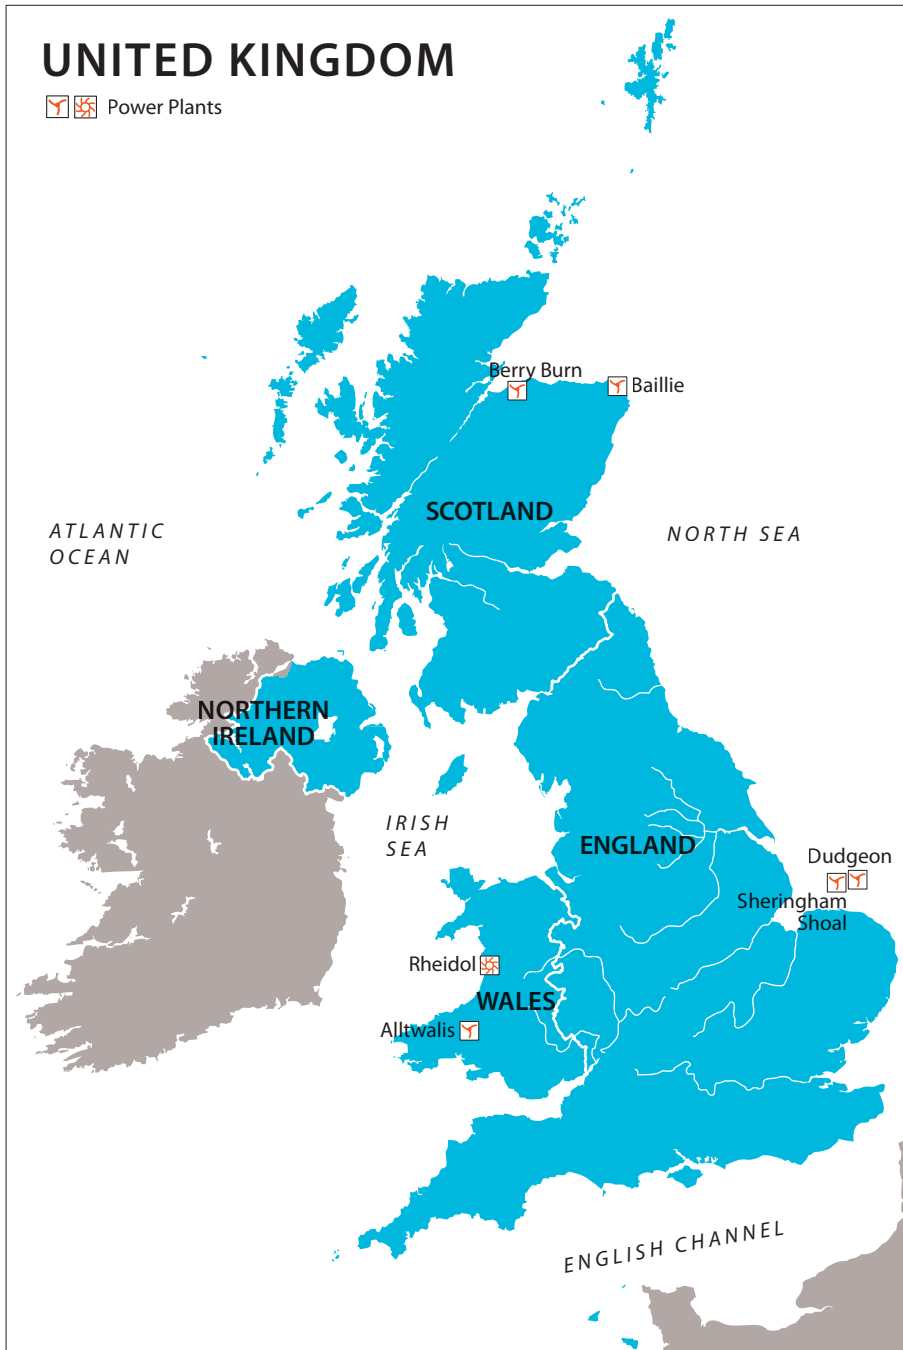 UNITED KINGDOM
Power Plants
Berry Burn
Baillie
SCOTLAND
ATLANTIC
OCEAN
NORTH SEA
NORTHERN
IRELAND
IRISH
SEA
ENGLAND
Dudgeon
Sheringham
Shoal
Rheidol
WALES
Alltwalis
ENGLISH CHANNEL